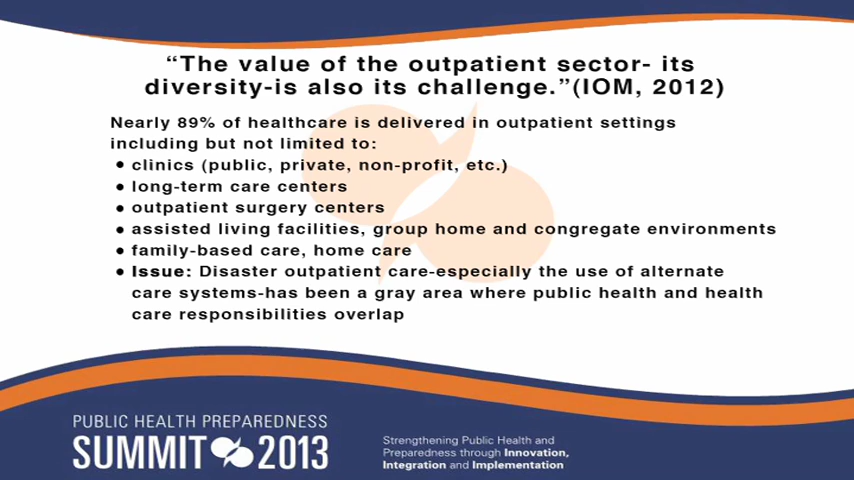 “The value of the outpatient sector- its
diversity-is also its challenge.”(IOM, 2012)
Nearly 89% of healthcare is delivered in outpatient settings
including but not limited to:
• clinics (public, private, non-profit, etc.)
• long-term care centers
• outpatient surgery centers
• assisted living facilities, group home and congregate environments
• family-based care, home care
• Issue: Disaster outpatient care-especially the use of alternate
care systems-has been a gray area where public health and health
care responsibilities overlap
PUBLIC HEALTH PREPAREDNESS
SUMMIT 2013
Strengthening Public Health and
Preparedness through Innovation,
Integration and Implementation